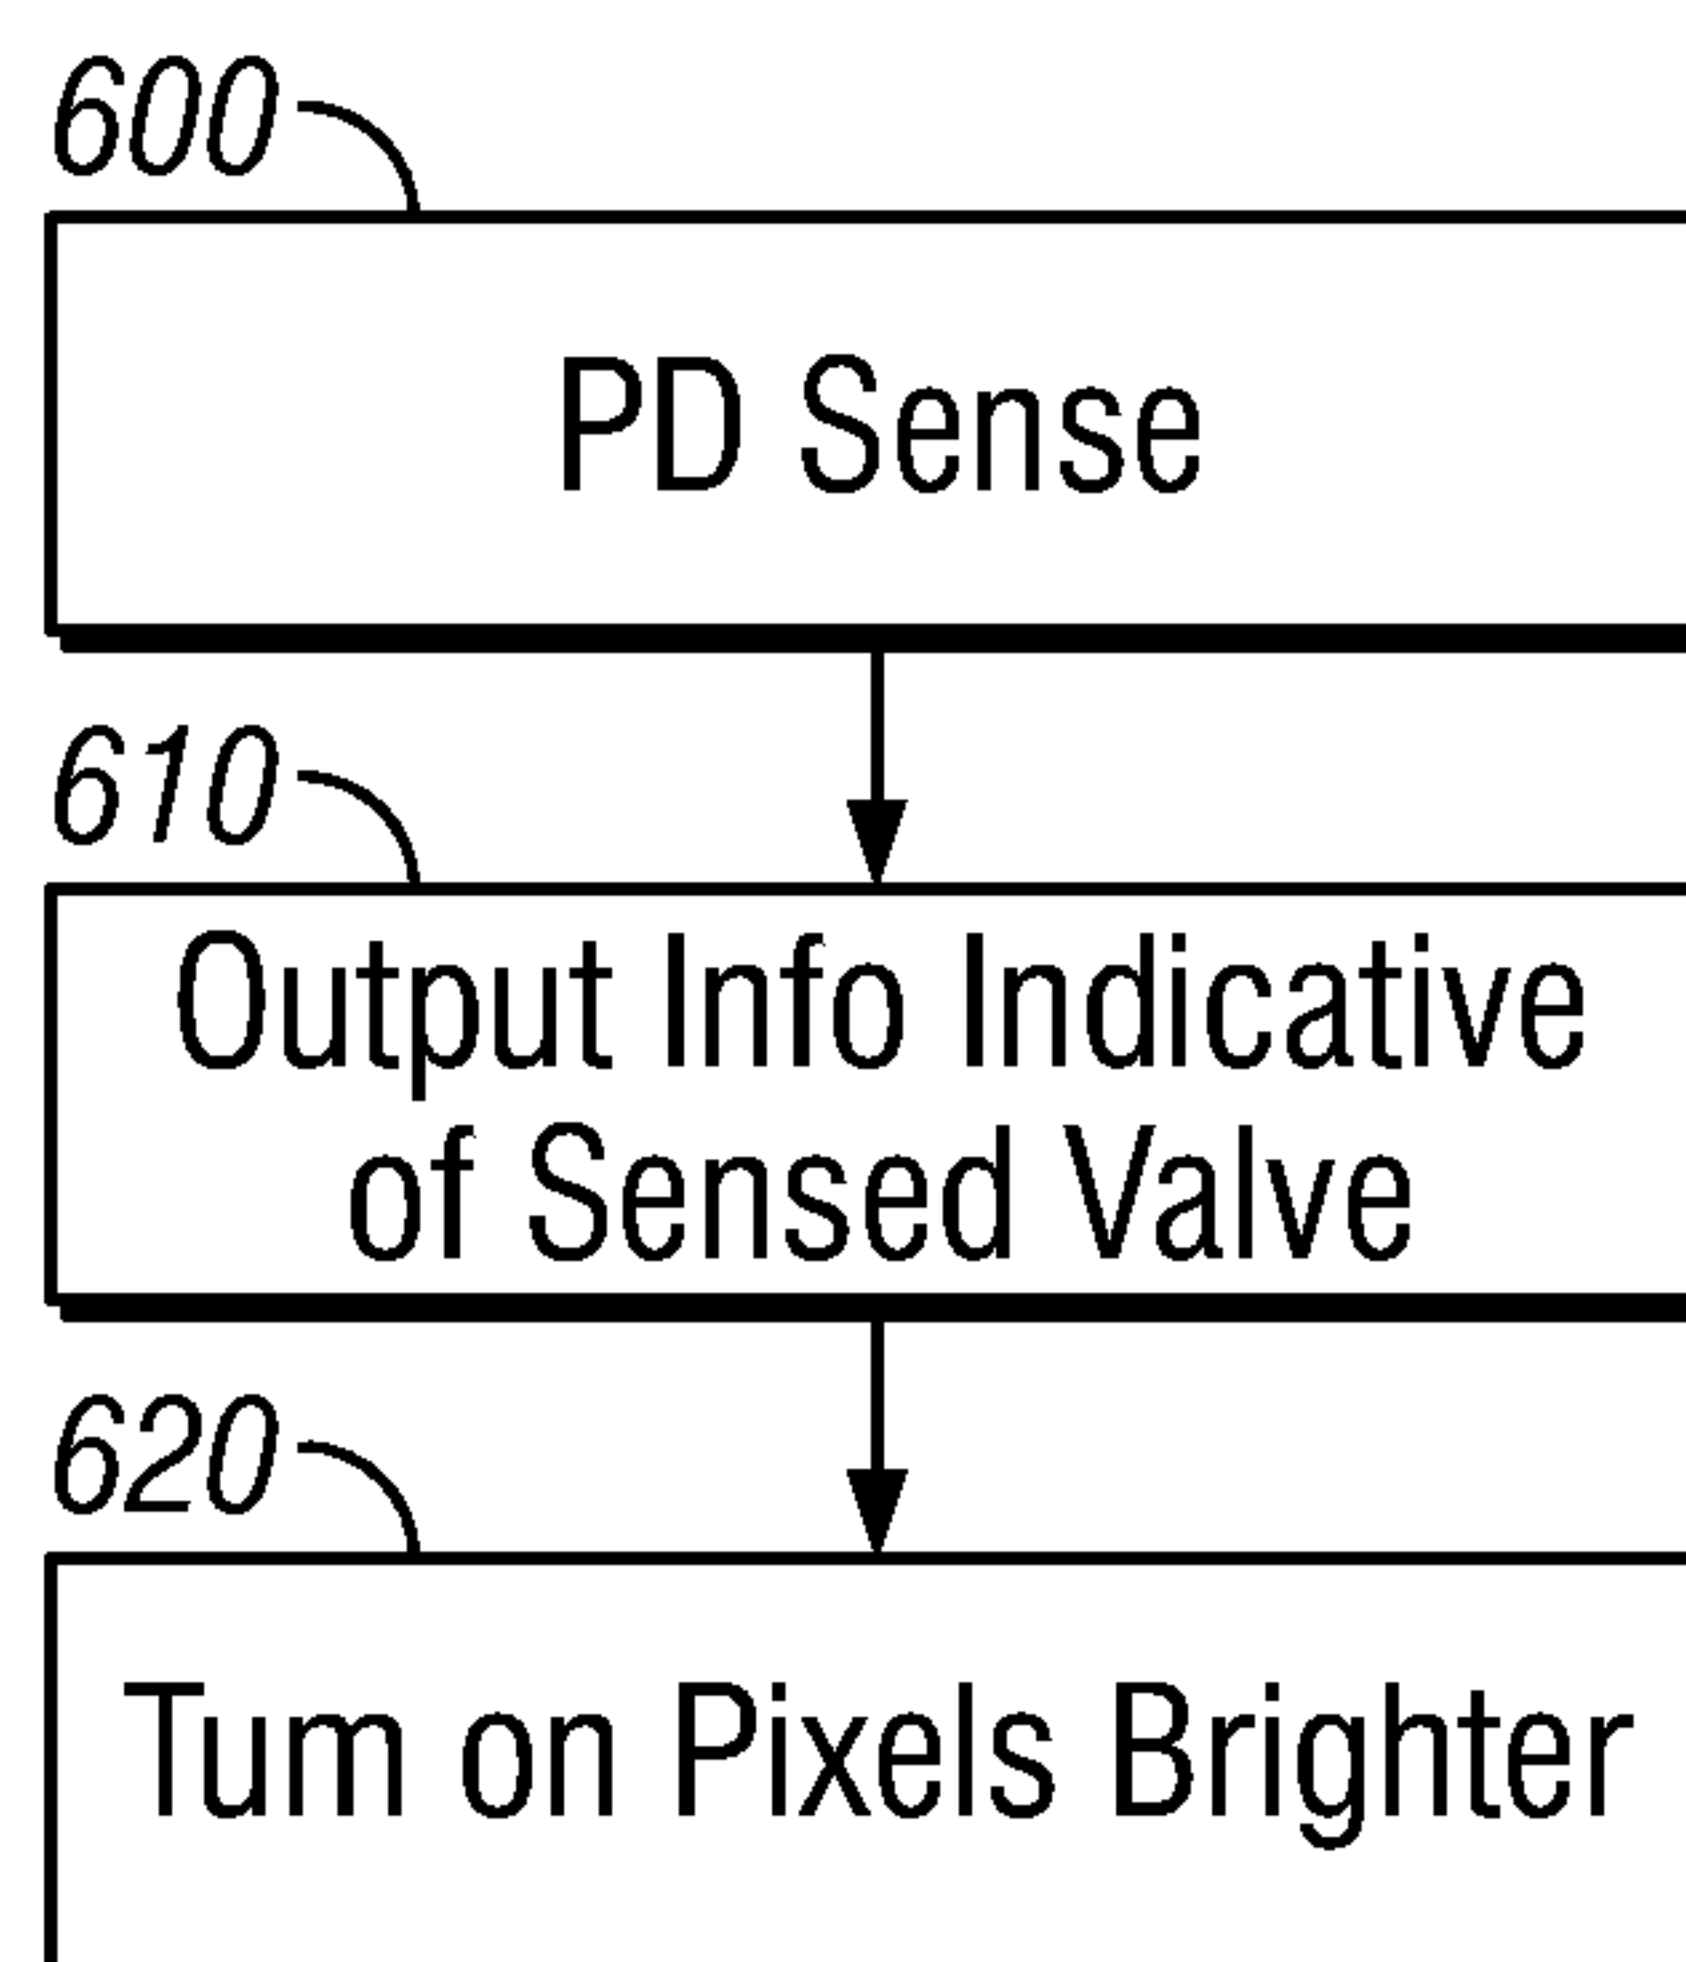 600
PD Sense
610
Output Info Indicative
of Sensed Valve
620
Tum on Pixels Brighter